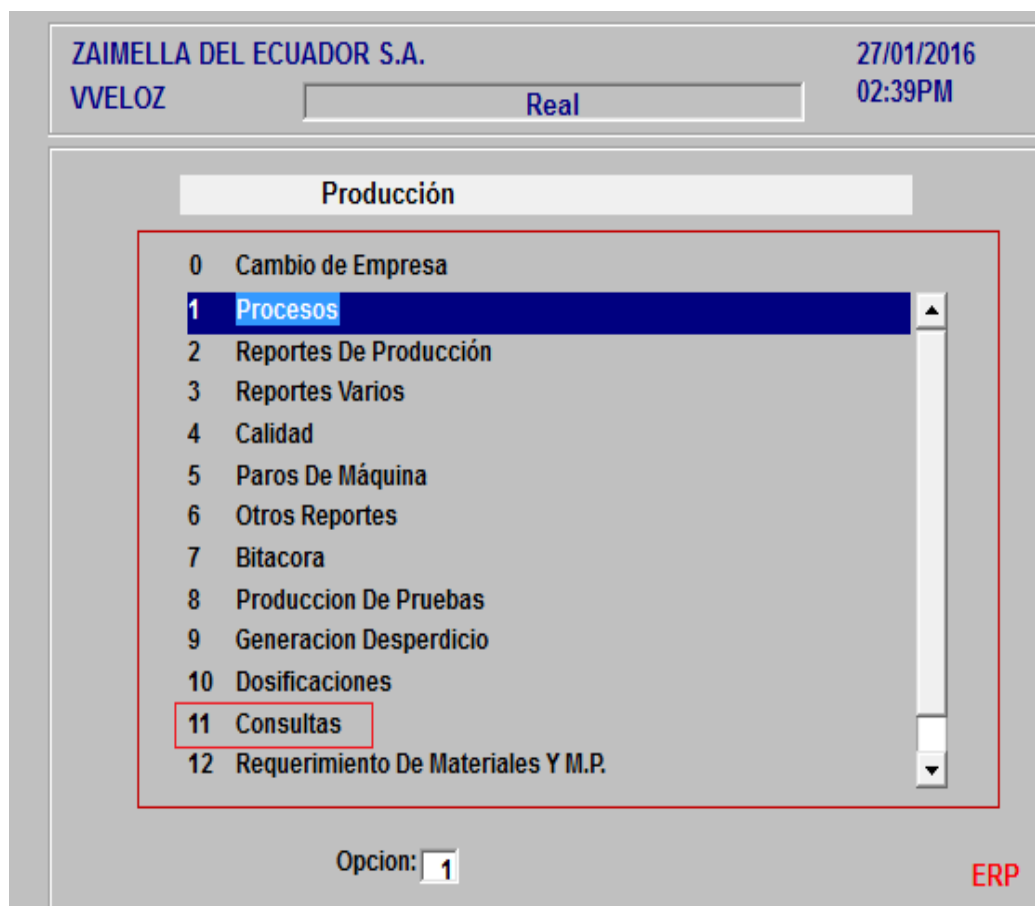 ZAIMELLA DEL ECUADOR S.A. 27/01/2016
VVELOZ Real 02:39PM
Producción
0 Cambio de Empresa
1 Procesos
2 Reportes De Producción
3 Reportes Varios
4 Calidad
5 Paros De Máquina
6 Otros Reportes
7 Bitacora
8 Produccion De Pruebas
9 Generacion Desperdicio
10 Dosificaciones
11 Consultas
12 Requerimiento De Materiales Y M.P.
Opcion: 1
ERP